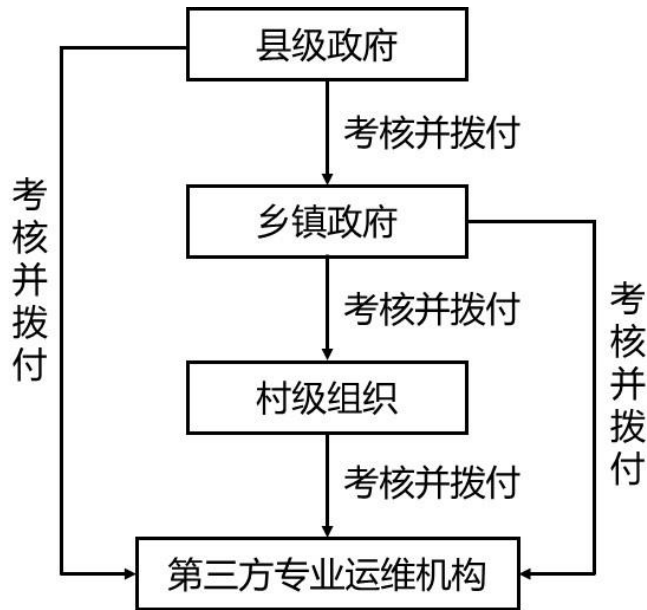 县级政府
考核并拨付
乡镇政府
考核并拨付
考核并拨付
考核并拨付
村级组织
考核并拨付
第三方专业运维机构